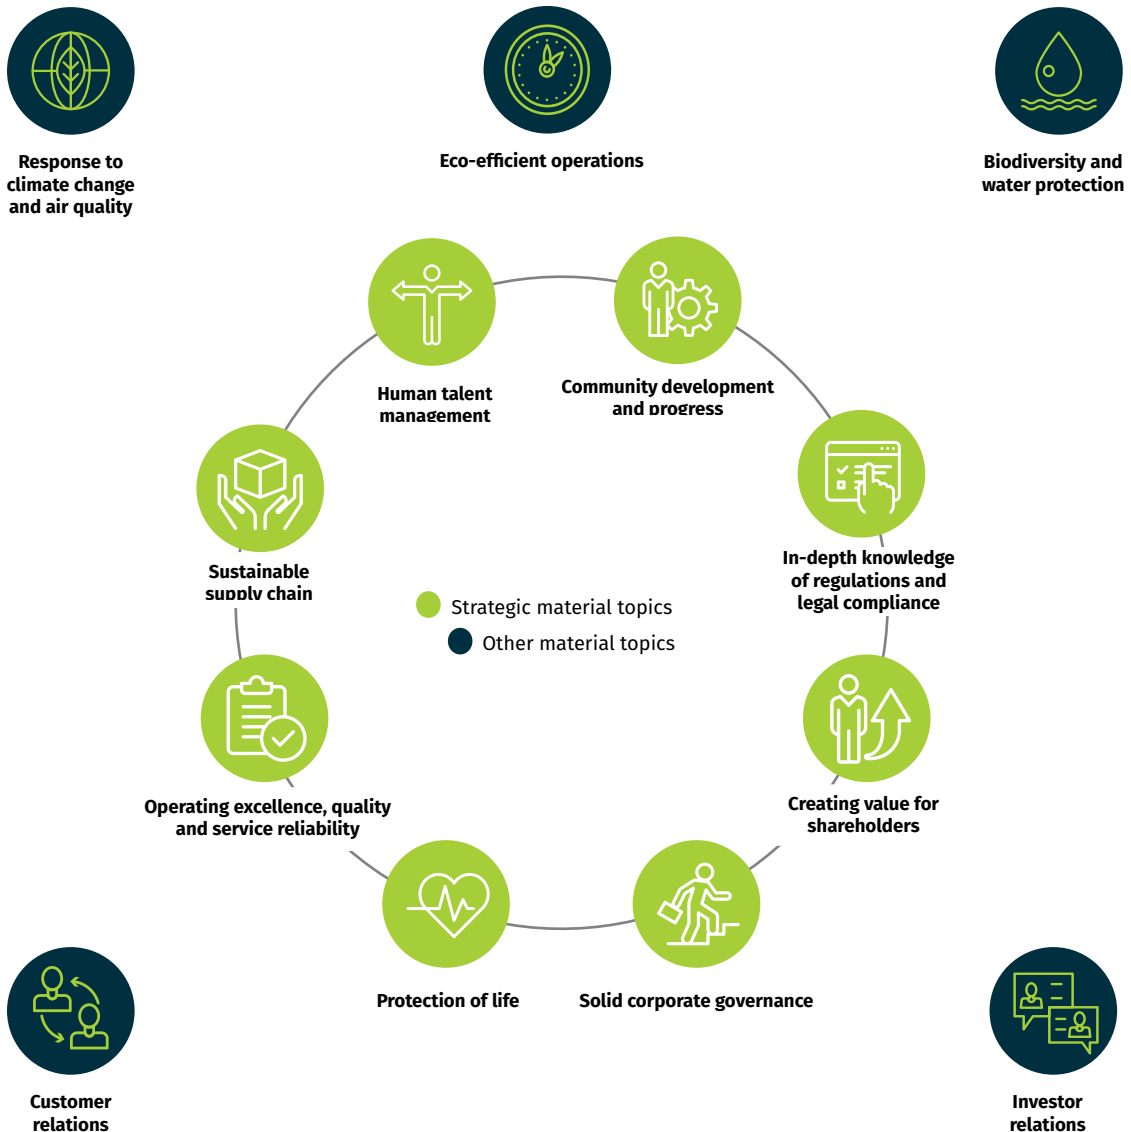 Response to
climate change
and air quality
Eco-efficient operations
Biodiversity and
water protection
Human talent
management
Community development
and progress
Sustainable
supply chain
In-depth knowledge
of regulations and
legal compliance
Strategic material topics
Other material topics
Operating excellence, quality
and service reliability
Creating value for
shareholders
Protection of life
Solid corporate governance
Customer
relations
Investor
relations